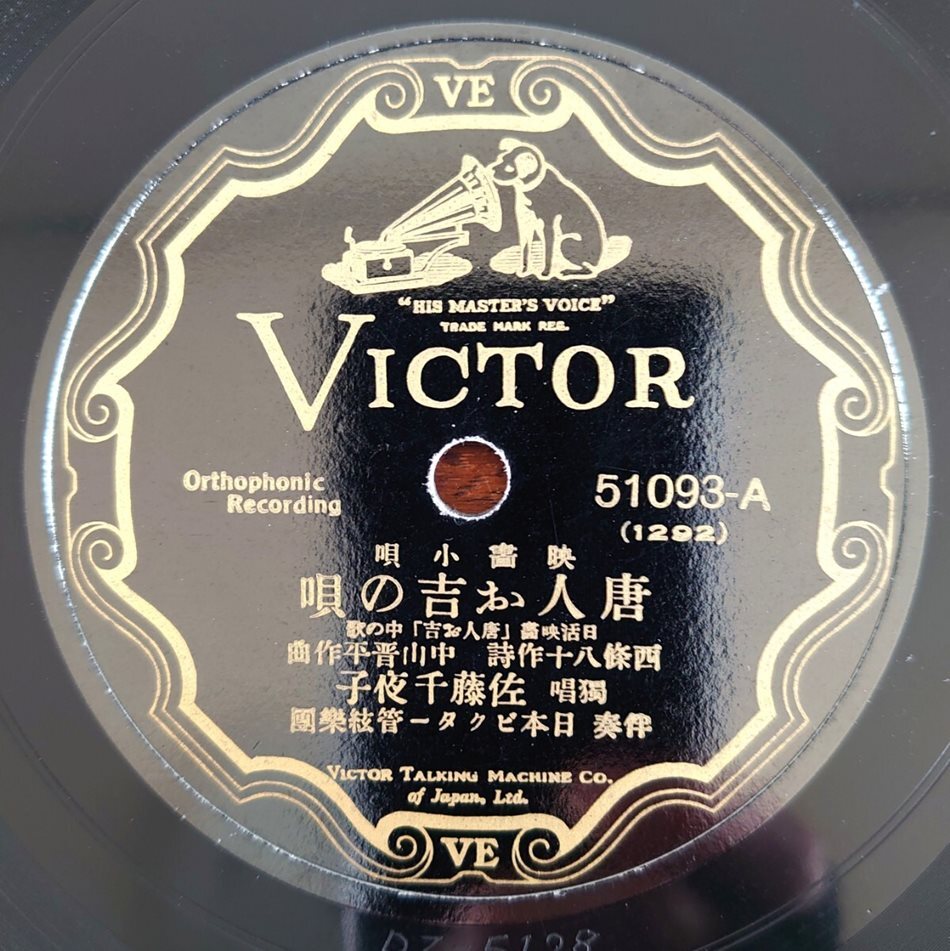 VE
"HIS MASTER'S VOICE"
TRADE MARK REG.
VICTOR
Orthophonic
Recording
51093-A
(1292)
映畫小唄
唐人お吉の唄
日活映畫「唐人お吉」中の歌
西條八十作詩 中山晋平作曲
獨唱 佐藤千夜子
伴奏 日本ビクター管絃樂團
VICTOR TALKING MACHINE CO.
of Japan, Ltd.
VE